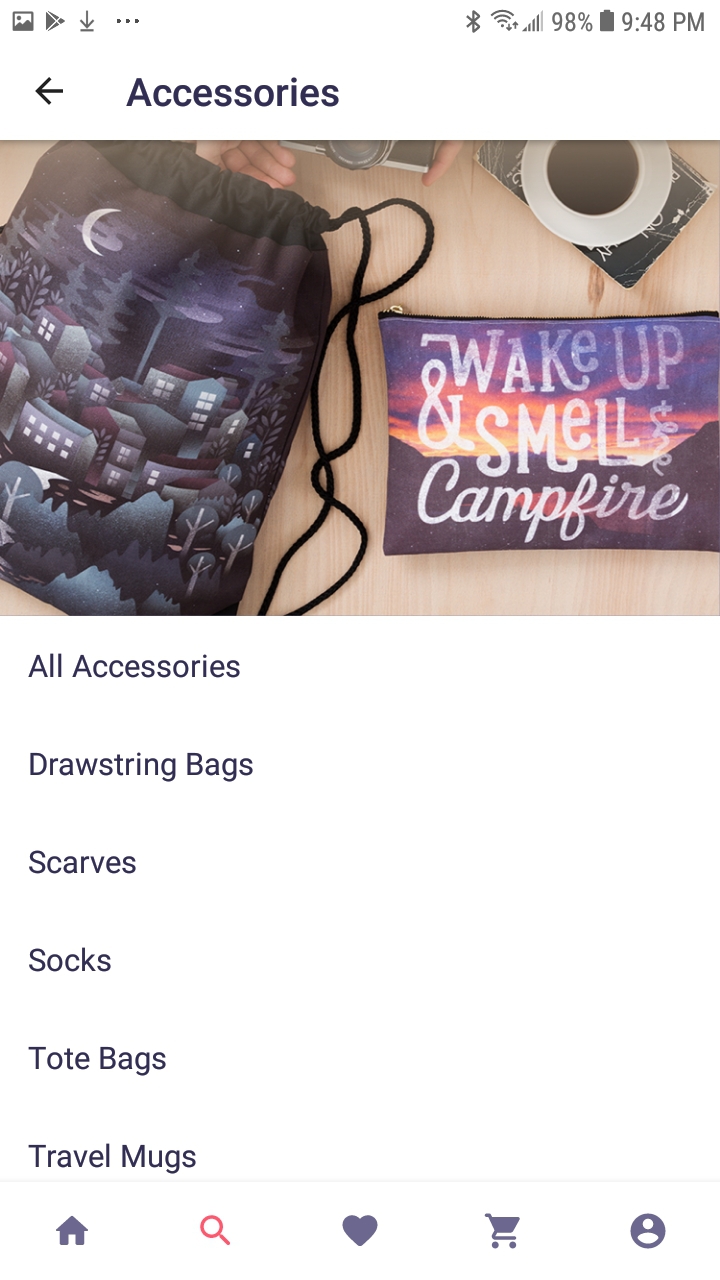 98% 9:48 PM
Accessories
WAKE UP
& SMELL the
Campfire
All Accessories
Drawstring Bags
Scarves
Socks
Tote Bags
Travel Mugs